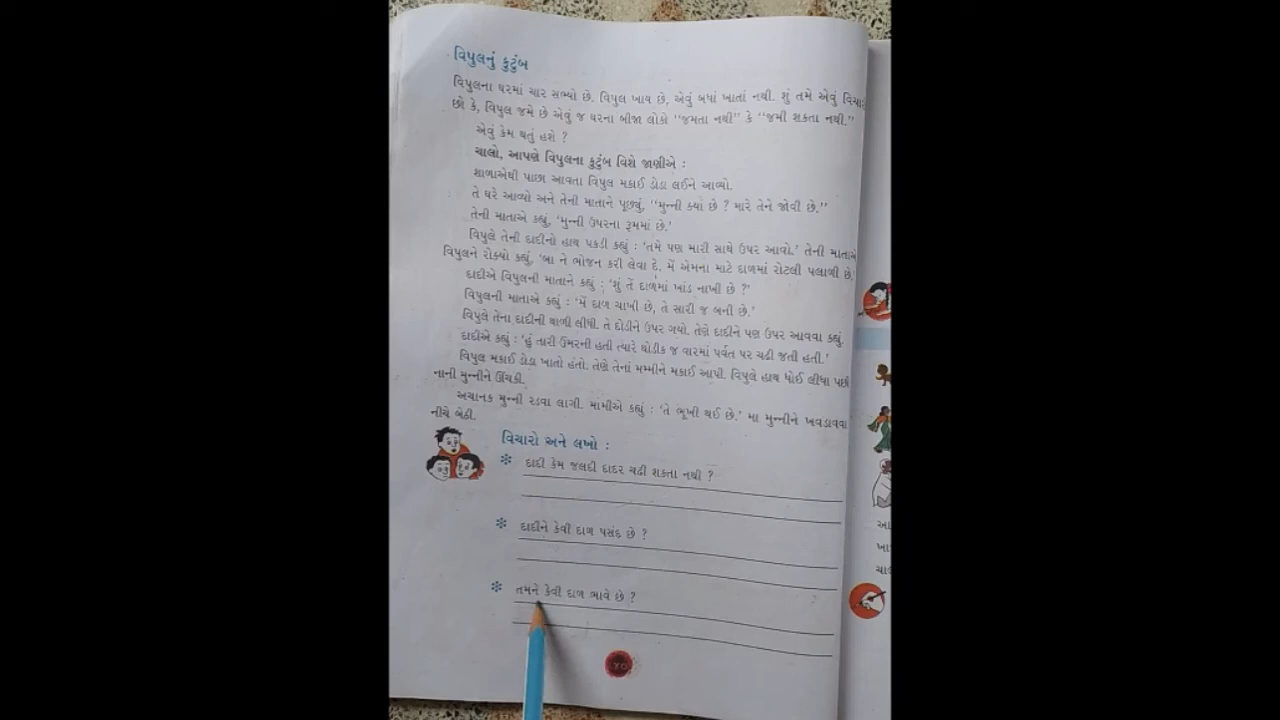 વિપુલનું કુટુંબ
વિપુલના ઘરમાં ચાર સભ્યો છે. વિપુલ ખાય છે, એવું બધાં ખાતાં નથી. શું તમે એવું વિચારો
છો કે, વિપુલ જમે છે એવું જ ઘરના બીજા લોકો “જમતા નથી” કે “જમી શકતા નથી.”
એવું કેમ થતું હશે ?
ચાલો, આપણે વિપુલના કુટુંબ વિશે જાણીએ :
શાળાએથી પાછા આવતા વિપુલ મકાઈ ડોડા લઈને આવ્યો.
તે ઘરે આવ્યો અને તેની માતાને પૂછ્યું, “મુન્ની ક્યાં છે ? મારે તેને જોવી છે.”
તેની માતાએ કહ્યું, ‘મુન્ની ઉપરના રૂમમાં છે.’
વિપુલે તેની દાદીનો હાથ પકડી કહ્યું : ‘તમે પણ મારી સાથે ઉપર આવો.’ તેની માતાએ
વિપુલને રોક્યો કહ્યું, ‘બા ને ભોજન કરી લેવા દે. મેં એમના માટે દાળમાં રોટલી પલાળી છે.’
દાદીએ વિપુલની માતાને કહ્યું : ‘શું તેં દાળમાં ખાંડ નાખી છે ?’
વિપુલની માતાએ કહ્યું : ‘મેં દાળ ચાખી છે, તે સારી જ બની છે.’
વિપુલે તેના દાદીની થાળી લીધી. તે દોડીને ઉપર ગયો. તેણે દાદીને પણ ઉપર આવવા કહ્યું.
દાદીએ કહ્યું : ‘હું તારી ઉંમરની હતી ત્યારે થોડીક જ વારમાં પર્વત પર ચઢી જતી હતી.’
વિપુલ મકાઈ ડોડા ખાતો હતો. તેણે તેનાં મમ્મીને મકાઈ આપી. વિપુલે હાથ ધોઈ લીધા પછી
નાની મુન્નીને ઊંચકી.
અચાનક મુન્ની રડવા લાગી. મામીએ કહ્યું : ‘તે ભૂખી થઈ છે.’ મા મુન્નીને ખવડાવવા
નીચે બેઠી.
વિચારો અને લખો :
* દાદી કેમ જલદી દાદર ચઢી શકતા નથી ?
* દાદીને કેવી દાળ પસંદ છે ?
* તમને કેવી દાળ ભાવે છે ?
૪૦